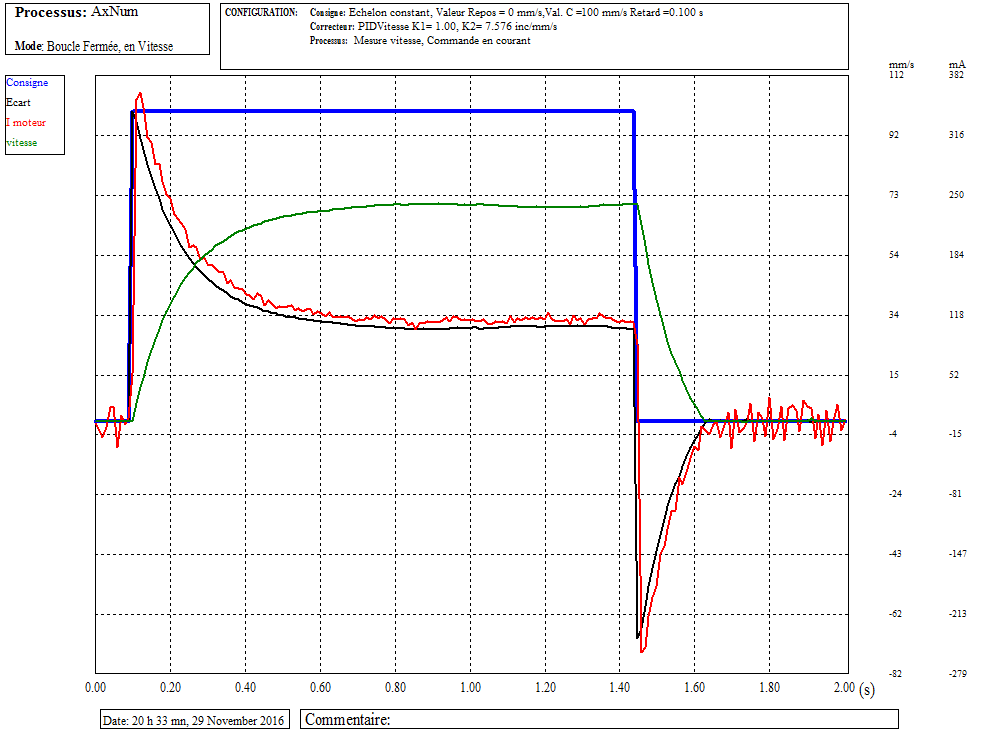 Processus: AxNum
Mode: Boucle Fermée, en Vitesse
CONFIGURATION: Consigne: Echelon constant, Valeur Repos = 0 mm/s,Val. C =100 mm/s Retard =0.100 s
Correcteur: PIDVitesse K1= 1.00, K2= 7.576 inc/mm/s
Processus: Mesure vitesse, Commande en courant
Consigne
Ecart
I moteur
vitesse
mm/s mA
112 382
92 316
73 250
54 184
34 118
15 52
-4 -15
-24 -81
-43 -147
-62 -213
-82 -279
0.00 0.20 0.40 0.60 0.80 1.00 1.20 1.40 1.60 1.80 2.00 (s)
Date: 20 h 33 mn, 29 November 2016
Commentaire: